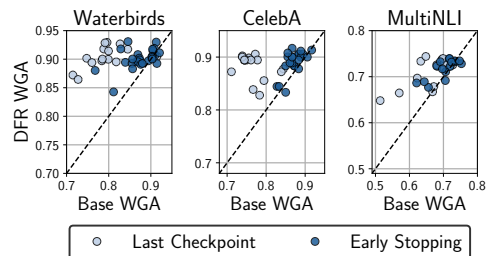 Waterbirds CelebA MultiNLI
DFR WGA
0.95
0.90
0.85
0.80
0.75
0.70
0.7 0.8 0.9
Base WGA
0.9
0.8
0.7
0.7 0.8 0.9
Base WGA
0.8
0.7
0.6
0.5
0.5 0.6 0.7 0.8
Base WGA
Last Checkpoint Early Stopping